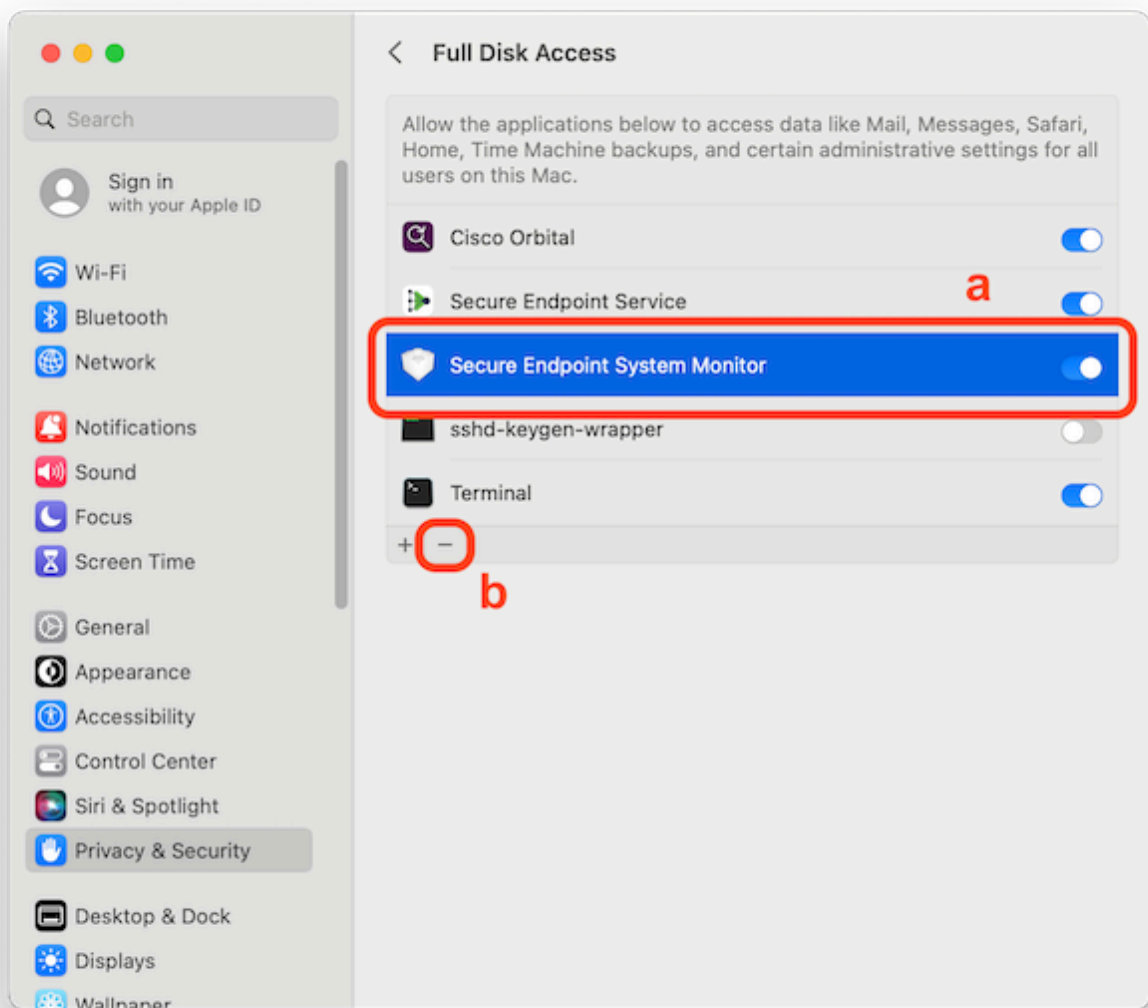 Search
Sign in
with your Apple ID
Wi-Fi
Bluetooth
Network
Notifications
Sound
Focus
Screen Time
General
Appearance
Accessibility
Control Center
Siri & Spotlight
Privacy & Security
Desktop & Dock
Displays
Wallpaper
Full Disk Access
Allow the applications below to access data like Mail, Messages, Safari,
Home, Time Machine backups, and certain administrative settings for all
users on this Mac.
Cisco Orbital
a
Secure Endpoint Service
Secure Endpoint System Monitor
sshd-keygen-wrapper
Terminal
+ −
b